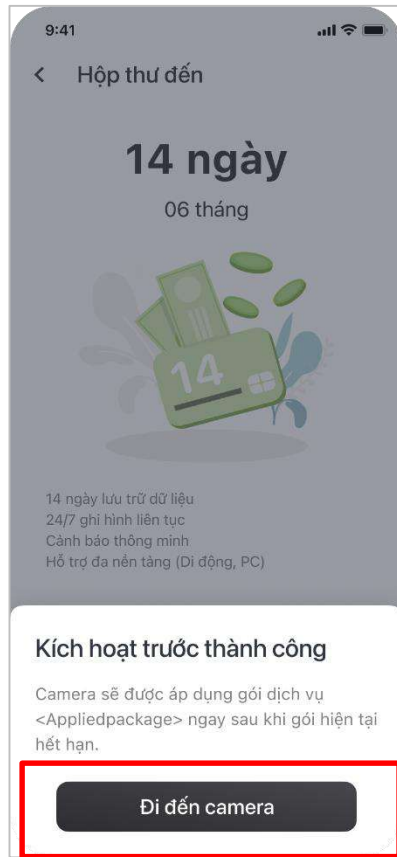 9:41
Hộp thư đến
14 ngày
06 tháng
14
14 ngày lưu trữ dữ liệu
24/7 ghi hình liên tục
Cảnh báo thông minh
Hỗ trợ đa nền tảng (Di động, PC)
Kích hoạt trước thành công
Camera sẽ được áp dụng gói dịch vụ
<Appliedpackage> ngay sau khi gói hiện tại
hết hạn.
Đi đến camera